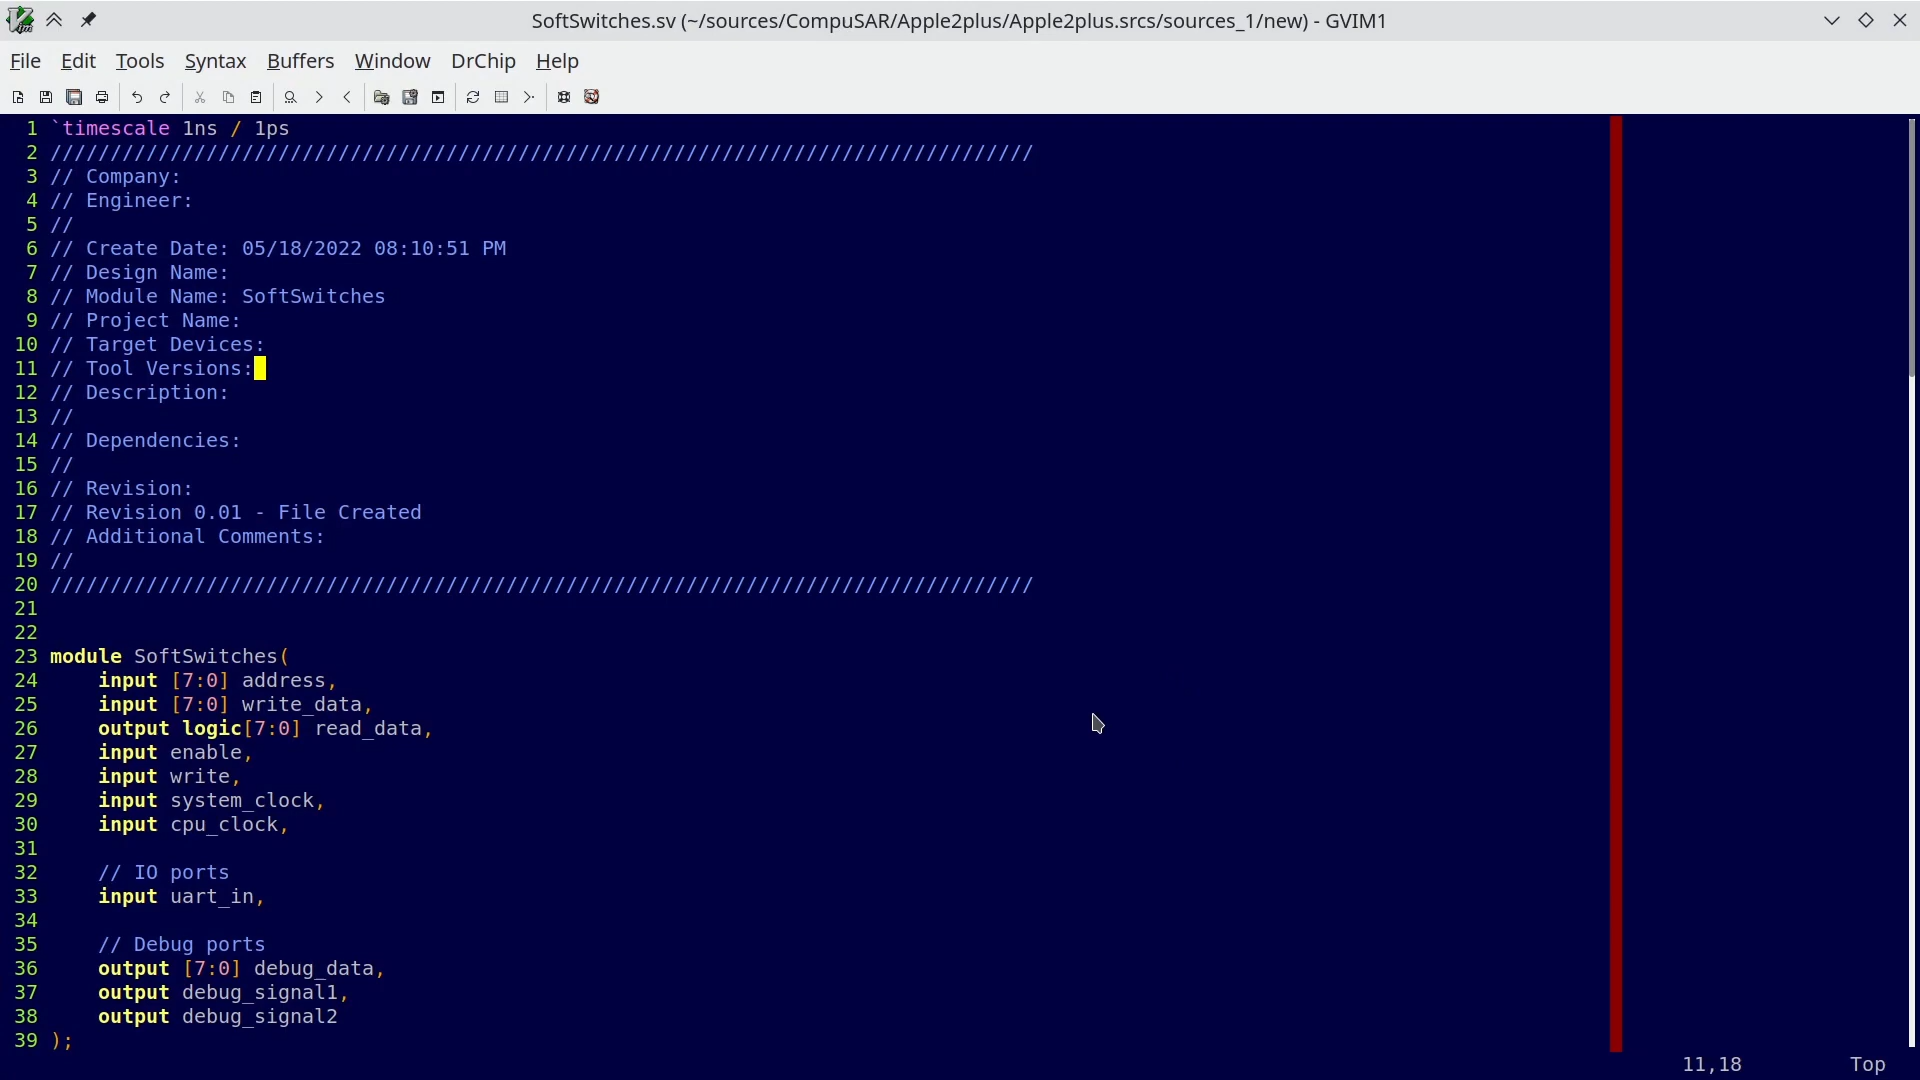 SoftSwitches.sv (~/sources/CompuSAR/Apple2plus/Apple2plus.srcs/sources_1/new) - GVIM1
File Edit Tools Syntax Buffers Window DrChip Help
1 `timescale 1ns / 1ps
2 //////////////////////////////////////////////////////////////////////////////////
3 // Company:
4 // Engineer:
5 //
6 // Create Date: 05/18/2022 08:10:51 PM
7 // Design Name:
8 // Module Name: SoftSwitches
9 // Project Name:
10 // Target Devices:
11 // Tool Versions:
12 // Description:
13 //
14 // Dependencies:
15 //
16 // Revision:
17 // Revision 0.01 - File Created
18 // Additional Comments:
19 //
20 //////////////////////////////////////////////////////////////////////////////////
21
22
23 module SoftSwitches(
24     input [7:0] address,
25     input [7:0] write_data,
26     output logic[7:0] read_data,
27     input enable,
28     input write,
29     input system_clock,
30     input cpu_clock,
31
32     // IO ports
33     input uart_in,
34
35     // Debug ports
36     output [7:0] debug_data,
37     output debug_signal1,
38     output debug_signal2
39 );
11,18 Top